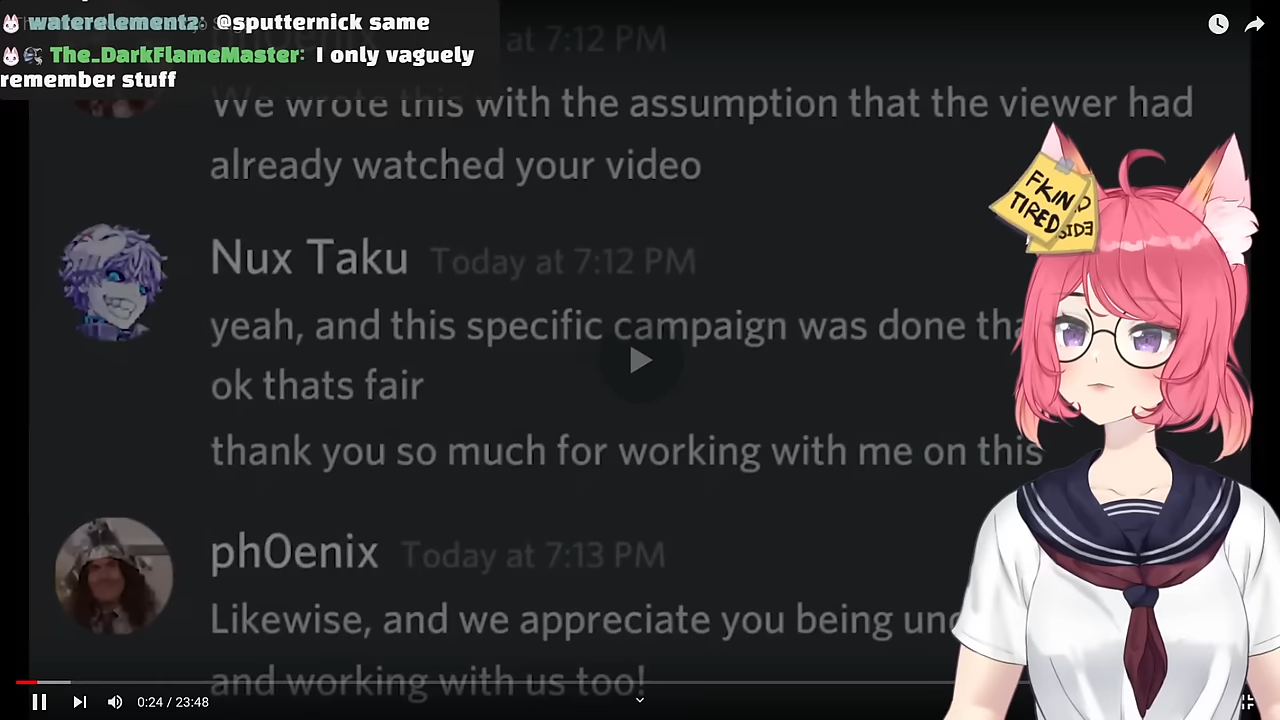 waterelement2: @sputternick same
The_DarkFlameMaster: I only vaguely
remember stuff
at 7:12 PM
We wrote this with the assumption that the viewer had
already watched your video
FKIN
TIRED
SIDE
Nux Taku Today at 7:12 PM
yeah, and this specific campaign was done
ok thats fair
thank you so much for working with me on this
ph0enix Today at 7:13 PM
Likewise, and we appreciate you being
and working with us too!
0:24 / 23:48